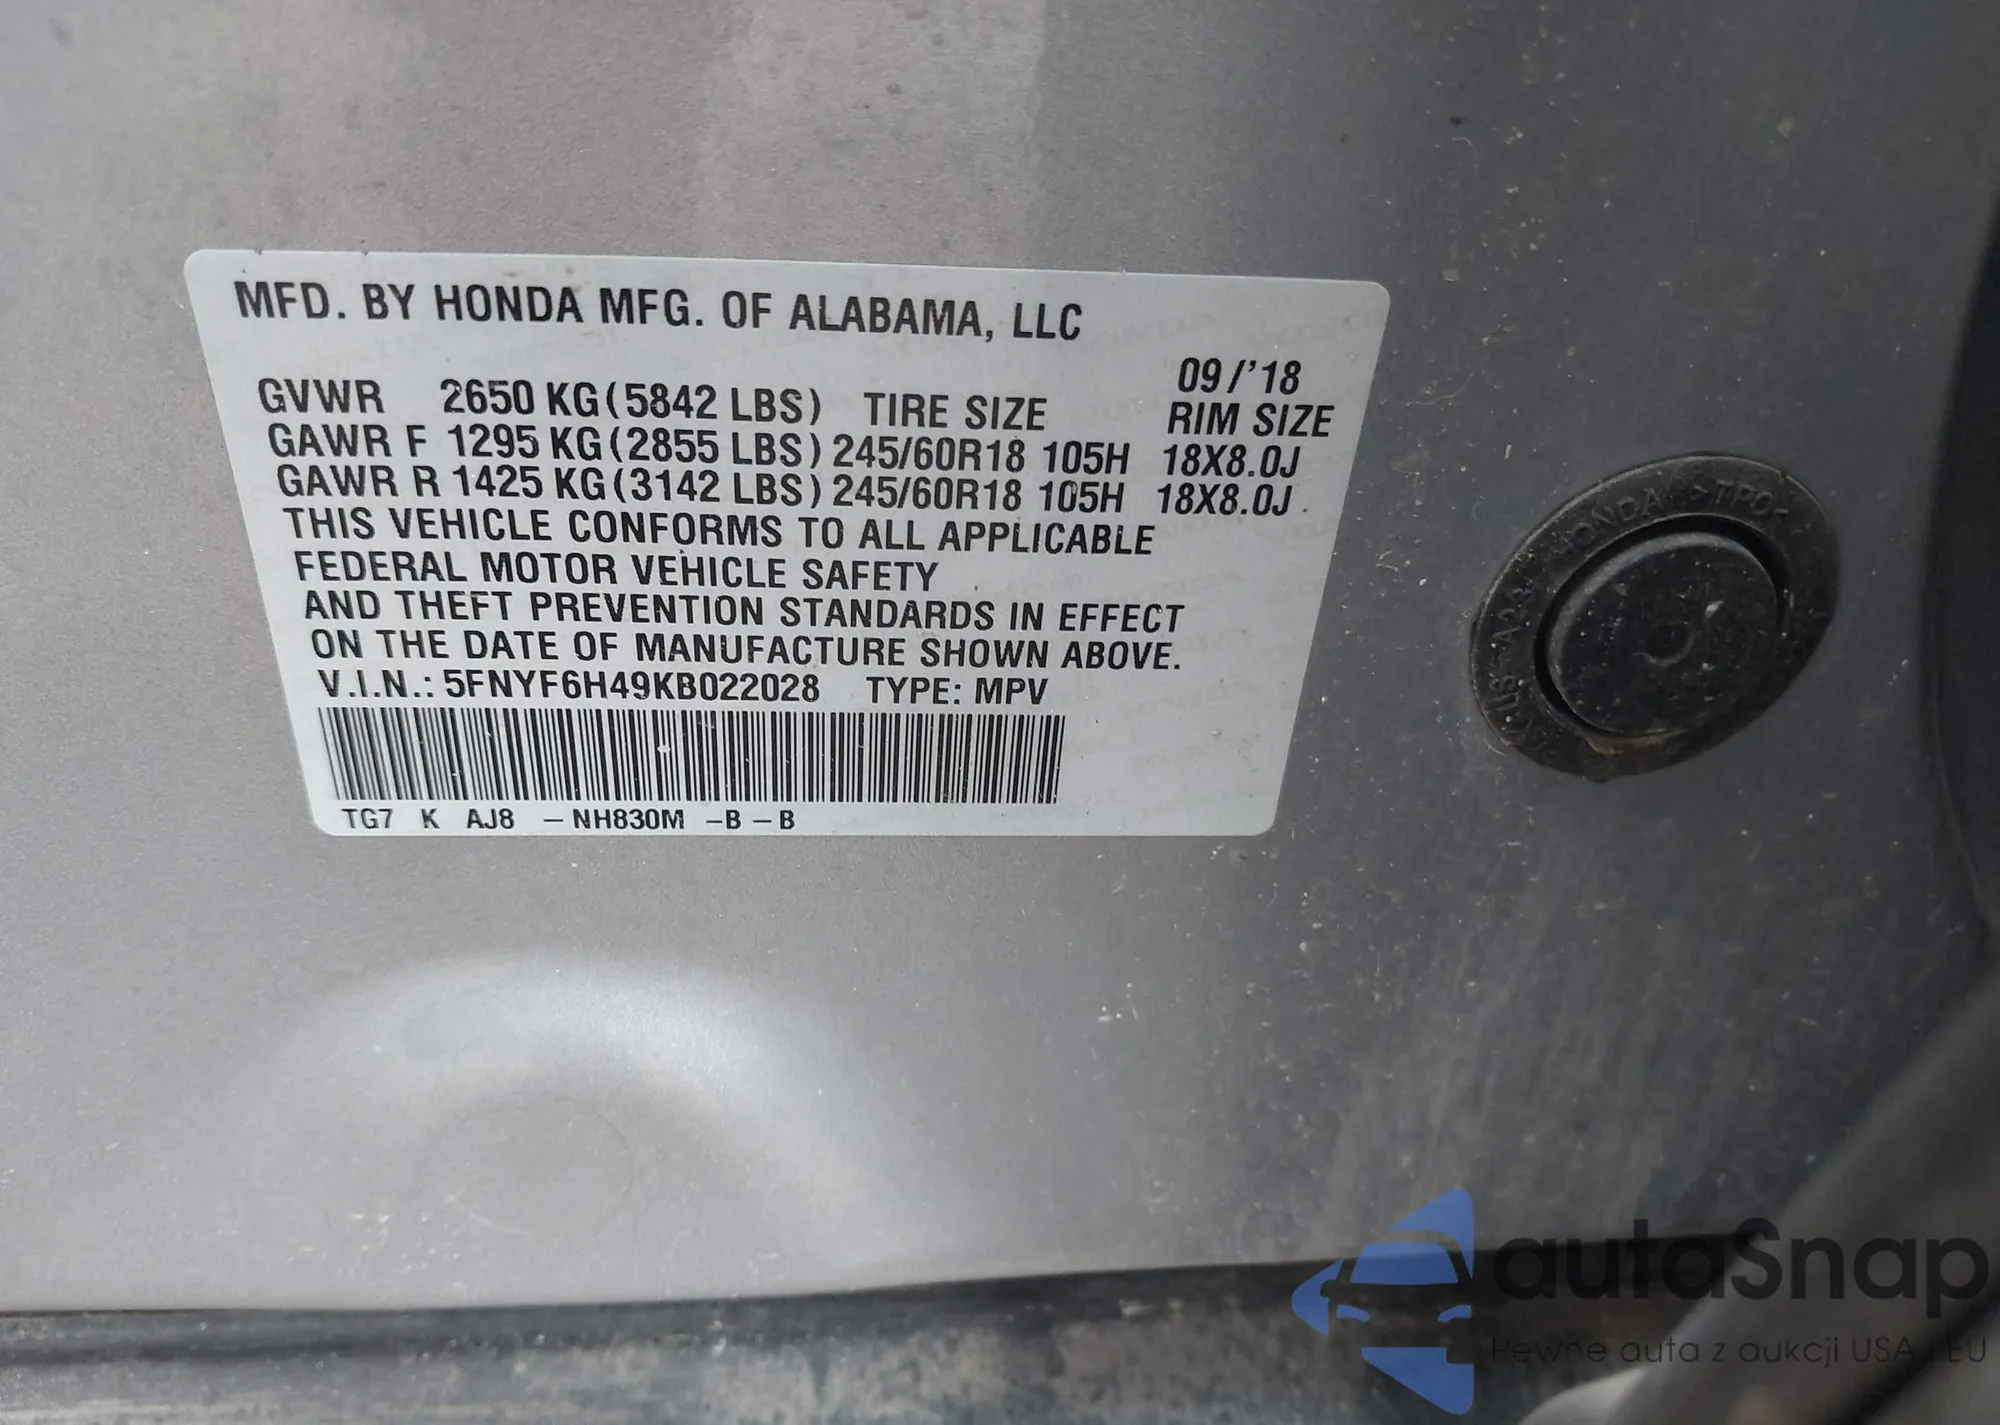 MFD. BY HONDA MFG. OF ALABAMA, LLC
09/'18
GVWR 2650 KG(5842 LBS) TIRE SIZE RIM SIZE
GAWR F 1295 KG(2855 LBS) 245/60R18 105H 18X8.0J
GAWR R 1425 KG(3142 LBS) 245/60R18 105H 18X8.0J
THIS VEHICLE CONFORMS TO ALL APPLICABLE
FEDERAL MOTOR VEHICLE SAFETY
AND THEFT PREVENTION STANDARDS IN EFFECT
ON THE DATE OF MANUFACTURE SHOWN ABOVE.
V.I.N.: 5FNYF6H49KB022028 TYPE: MPV
TG7 K AJ8 -NH830M -B-B
HONDA >TPO<
autaSnap
Pewne auta z aukcji USA EU